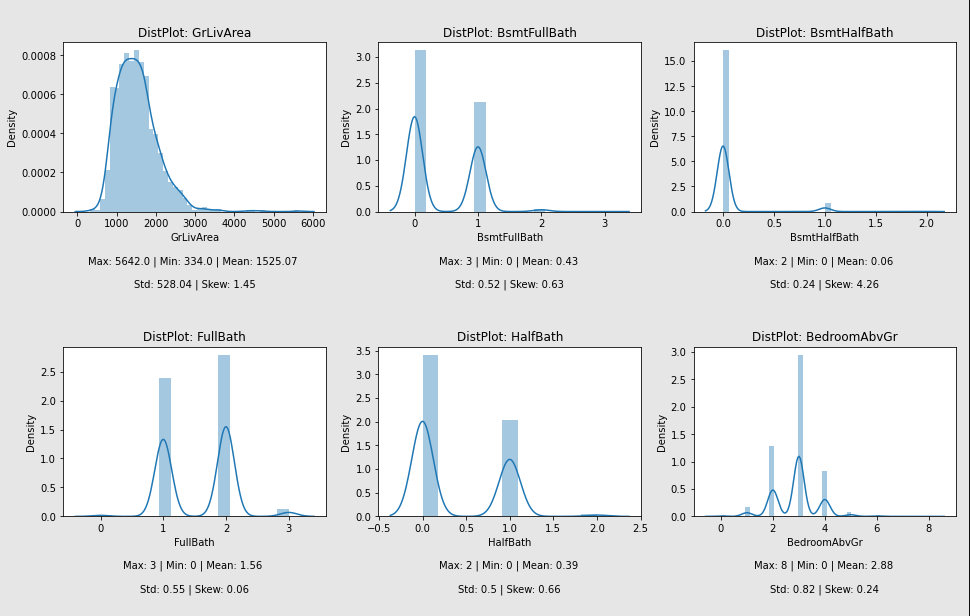 DistPlot: GrLivArea
0.0008
0.0006
0.0004
0.0002
0.0000
Density
0 1000 2000 3000 4000 5000 6000
GrLivArea
Max: 5642.0 | Min: 334.0 | Mean: 1525.07
Std: 528.04 | Skew: 1.45
DistPlot: BsmtFullBath
3.0
2.5
2.0
1.5
1.0
0.5
0.0
Density
0 1 2 3
BsmtFullBath
Max: 3 | Min: 0 | Mean: 0.43
Std: 0.52 | Skew: 0.63
DistPlot: BsmtHalfBath
15.0
12.5
10.0
7.5
5.0
2.5
0.0
Density
0.0 0.5 1.0 1.5 2.0
BsmtHalfBath
Max: 2 | Min: 0 | Mean: 0.06
Std: 0.24 | Skew: 4.26
DistPlot: FullBath
2.5
2.0
1.5
1.0
0.5
0.0
Density
0 1 2 3
FullBath
Max: 3 | Min: 0 | Mean: 1.56
Std: 0.55 | Skew: 0.06
DistPlot: HalfBath
3.5
3.0
2.5
2.0
1.5
1.0
0.5
0.0
Density
−0.5 0.0 0.5 1.0 1.5 2.0 2.5
HalfBath
Max: 2 | Min: 0 | Mean: 0.39
Std: 0.5 | Skew: 0.66
DistPlot: BedroomAbvGr
3.0
2.5
2.0
1.5
1.0
0.5
0.0
Density
0 2 4 6 8
BedroomAbvGr
Max: 8 | Min: 0 | Mean: 2.88
Std: 0.82 | Skew: 0.24